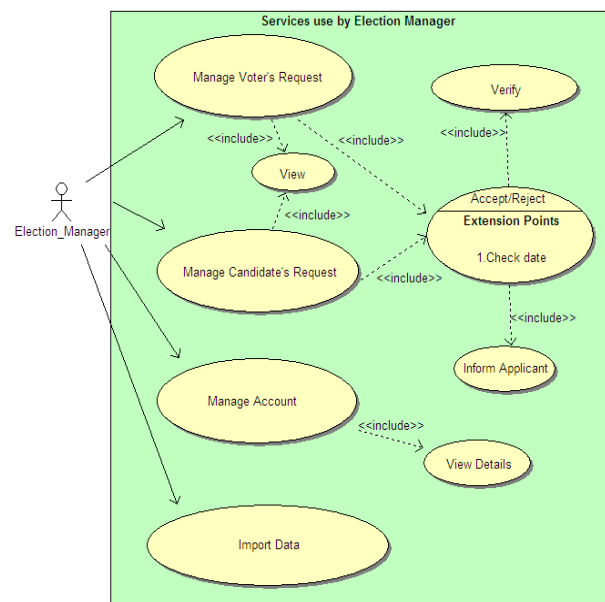 Services use by Election Manager
Manage Voter's Request
Verify
<<include>>
<<include>>
<<include>>
View
Accept/Reject
Extension Points
1.Check date
<<include>>
Election_Manager
Manage Candidate's Request
<<include>>
<<include>>
Inform Applicant
Manage Account
<<include>>
View Details
Import Data